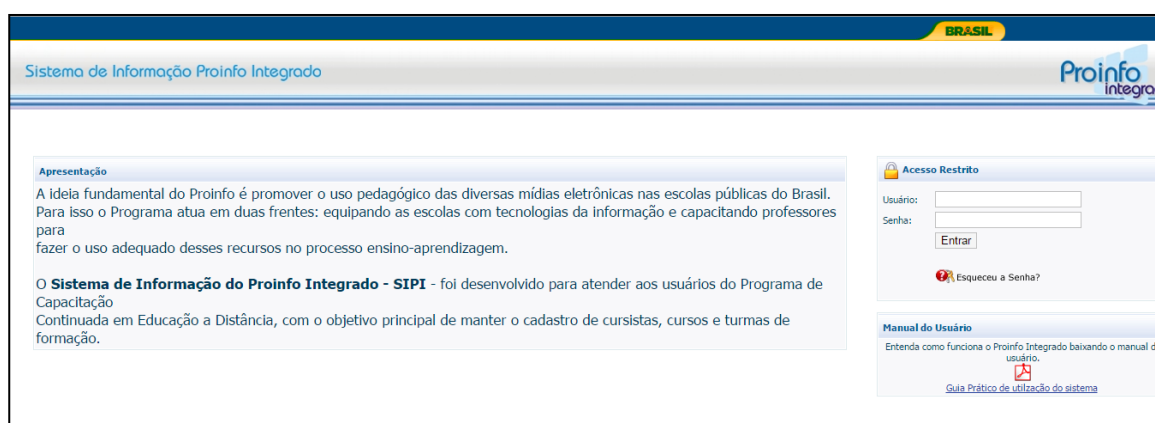 BRASIL
Sistema de Informação Proinfo Integrado
Proinfo
Apresentação
A ideia fundamental do Proinfo é promover o uso pedagógico das diversas mídias eletrônicas nas escolas públicas do Brasil.
Para isso o Programa atua em duas frentes: equipando as escolas com tecnologias da informação e capacitando professores
para
fazer o uso adequado desses recursos no processo ensino-aprendizagem.
O Sistema de Informação do Proinfo Integrado - SIPI - foi desenvolvido para atender aos usuários do Programa de
Capacitação
Continuada em Educação a Distância, com o objetivo principal de manter o cadastro de cursistas, cursos e turmas de
formação.
Acesso Restrito
Usuário:
Senha:
Entrar
Esqueceu a Senha?
Manual do Usuário
Entenda como funciona o Proinfo Integrado baixando o manual d
usuário.
Guia Prático de utilzação do sistema